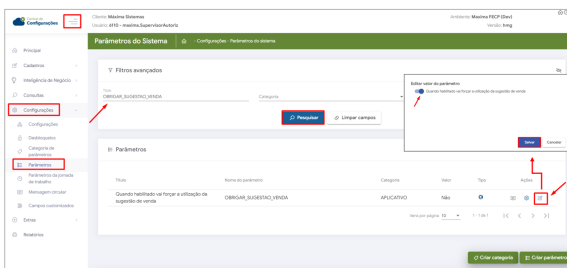 Central de
Configurações
Cliente: Máxima Sistemas
Usuário: 6110 - maxima.SupervisorAutoriz
Ambiente: Maxima FECP (Dev)
Versão: hmg
Parâmetros do Sistema
- Configurações - Parâmetros do sistema
Principal
Cadastros
Inteligência de Negócio
Consultas
Configurações
Configurações
Desbloqueios
Categoria de
parâmetros
Parâmetros
Parâmetros da jornada
de trabalho
Mensagem circular
Campos customizados
Extras
Relatórios
Filtros avançados
Título
OBRIGAR_SUGESTAO_VENDA
Categoria
Pesquisar
Limpar campos
Editar valor do parâmetro
Quando habilitado vai forçar a utilização da sugestão de venda
Salvar
Cancelar
Parâmetros
Título
Nome do parâmetro
Categoria
Valor
Tipo
Ações
Quando habilitado vai forçar a utilização da
sugestão de venda
OBRIGAR_SUGESTAO_VENDA
APLICATIVO
Não
Itens por página
10
1 - 1 de 1
Criar categoria
Criar parâmetro